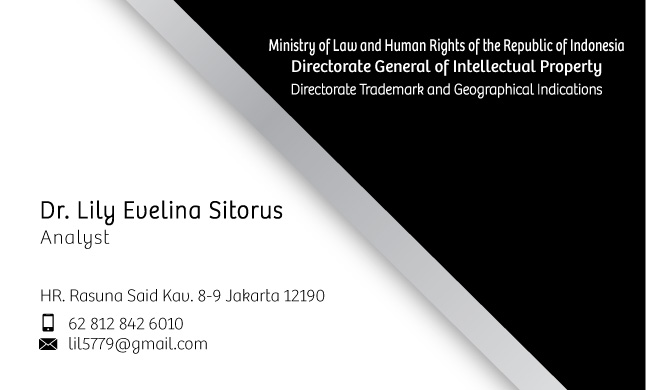 Ministry of Law and Human Rights of the Republic of Indonesia
Directorate General of Intellectual Property
Directorate Trademark and Geographical Indications
Dr. Lily Evelina Sitorus
Analyst
HR. Rasuna Said Kav. 8-9 Jakarta 12190
62 812 842 6010
lil5779@gmail.com